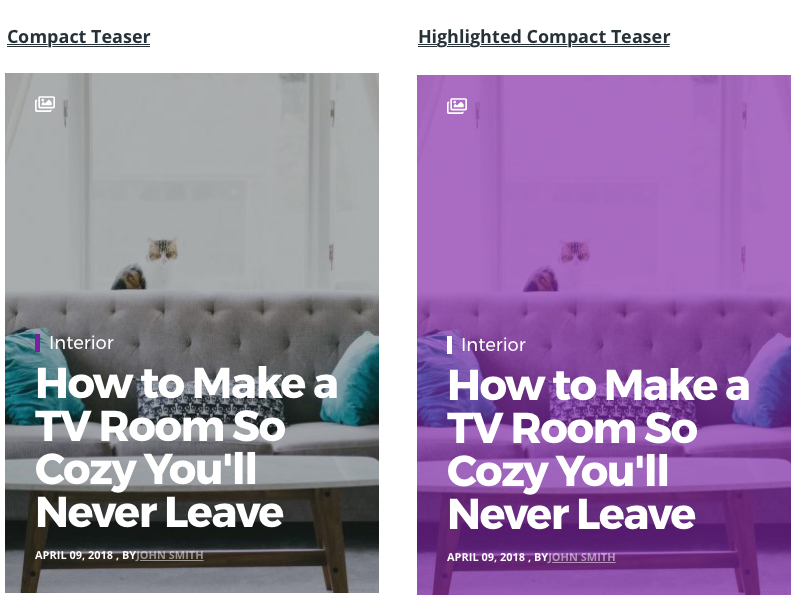 Compact Teaser
Interior
How to Make a
TV Room So
Cozy You'll
Never Leave
APRIL 09, 2018 , BYJOHN SMITH
Highlighted Compact Teaser
Interior
How to Make a
TV Room So
Cozy You'll
Never Leave
APRIL 09, 2018 , BYJOHN SMITH